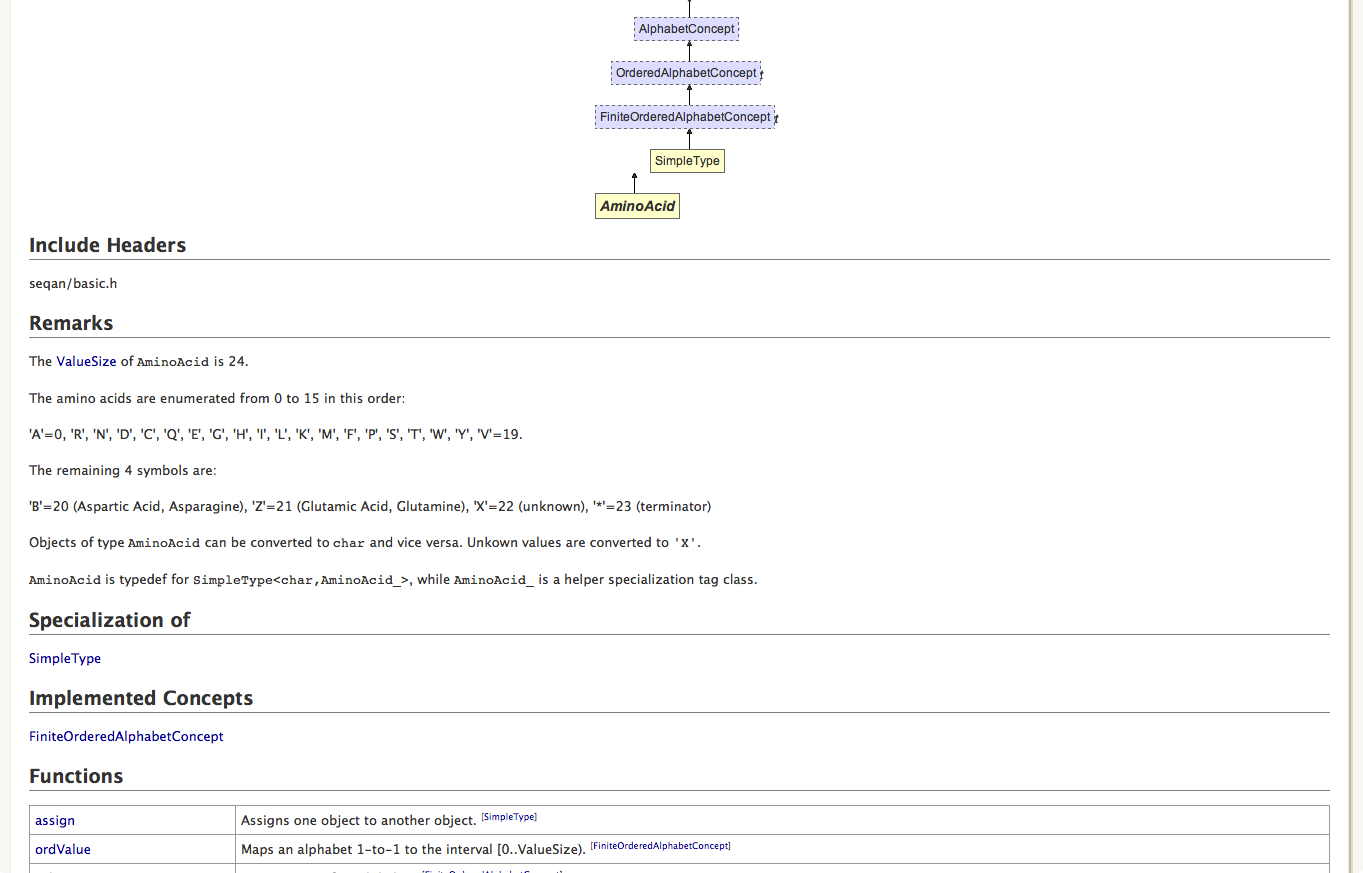 AlphabetConcept
OrderedAlphabetConcept
FiniteOrderedAlphabetConcept
SimpleType
AminoAcid
Include Headers
seqan/basic.h
Remarks
The ValueSize of AminoAcid is 24.
The amino acids are enumerated from 0 to 15 in this order:
'A'=0, 'R', 'N', 'D', 'C', 'Q', 'E', 'G', 'H', 'I', 'L', 'K', 'M', 'F', 'P', 'S', 'T', 'W', 'Y', 'V'=19.
The remaining 4 symbols are:
'B'=20 (Aspartic Acid, Asparagine), 'Z'=21 (Glutamic Acid, Glutamine), 'X'=22 (unknown), '*'=23 (terminator)
Objects of type AminoAcid can be converted to char and vice versa. Unkown values are converted to 'X'.
AminoAcid is typedef for SimpleType<char,AminoAcid_>, while AminoAcid_ is a helper specialization tag class.
Specialization of
SimpleType
Implemented Concepts
FiniteOrderedAlphabetConcept
Functions
assign Assigns one object to another object. [SimpleType]
ordValue Maps an alphabet 1-to-1 to the interval [0..ValueSize). [FiniteOrderedAlphabetConcept]